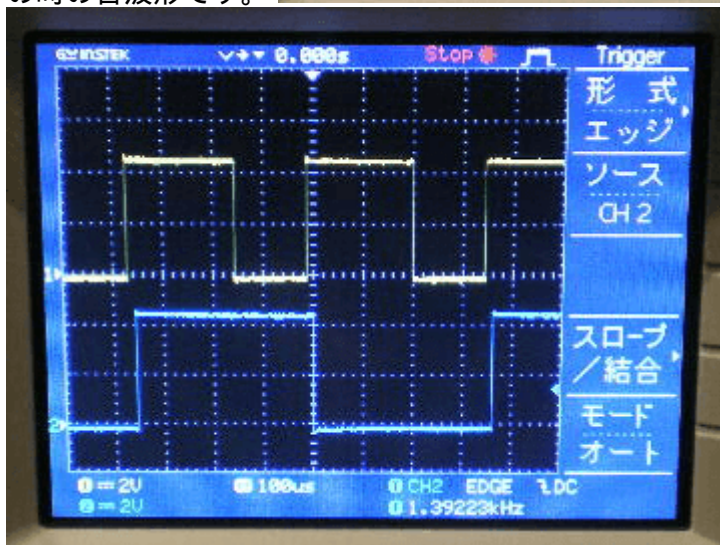 の時の各波形です。
GW INSTEK
0.000s
Stop
Trigger
形 式
エッジ
ソース
CH 2
スロープ
/結合
モード
オート
1
2
1 2V
100us
CH2 EDGE DC
2 2V
1.39223kHz